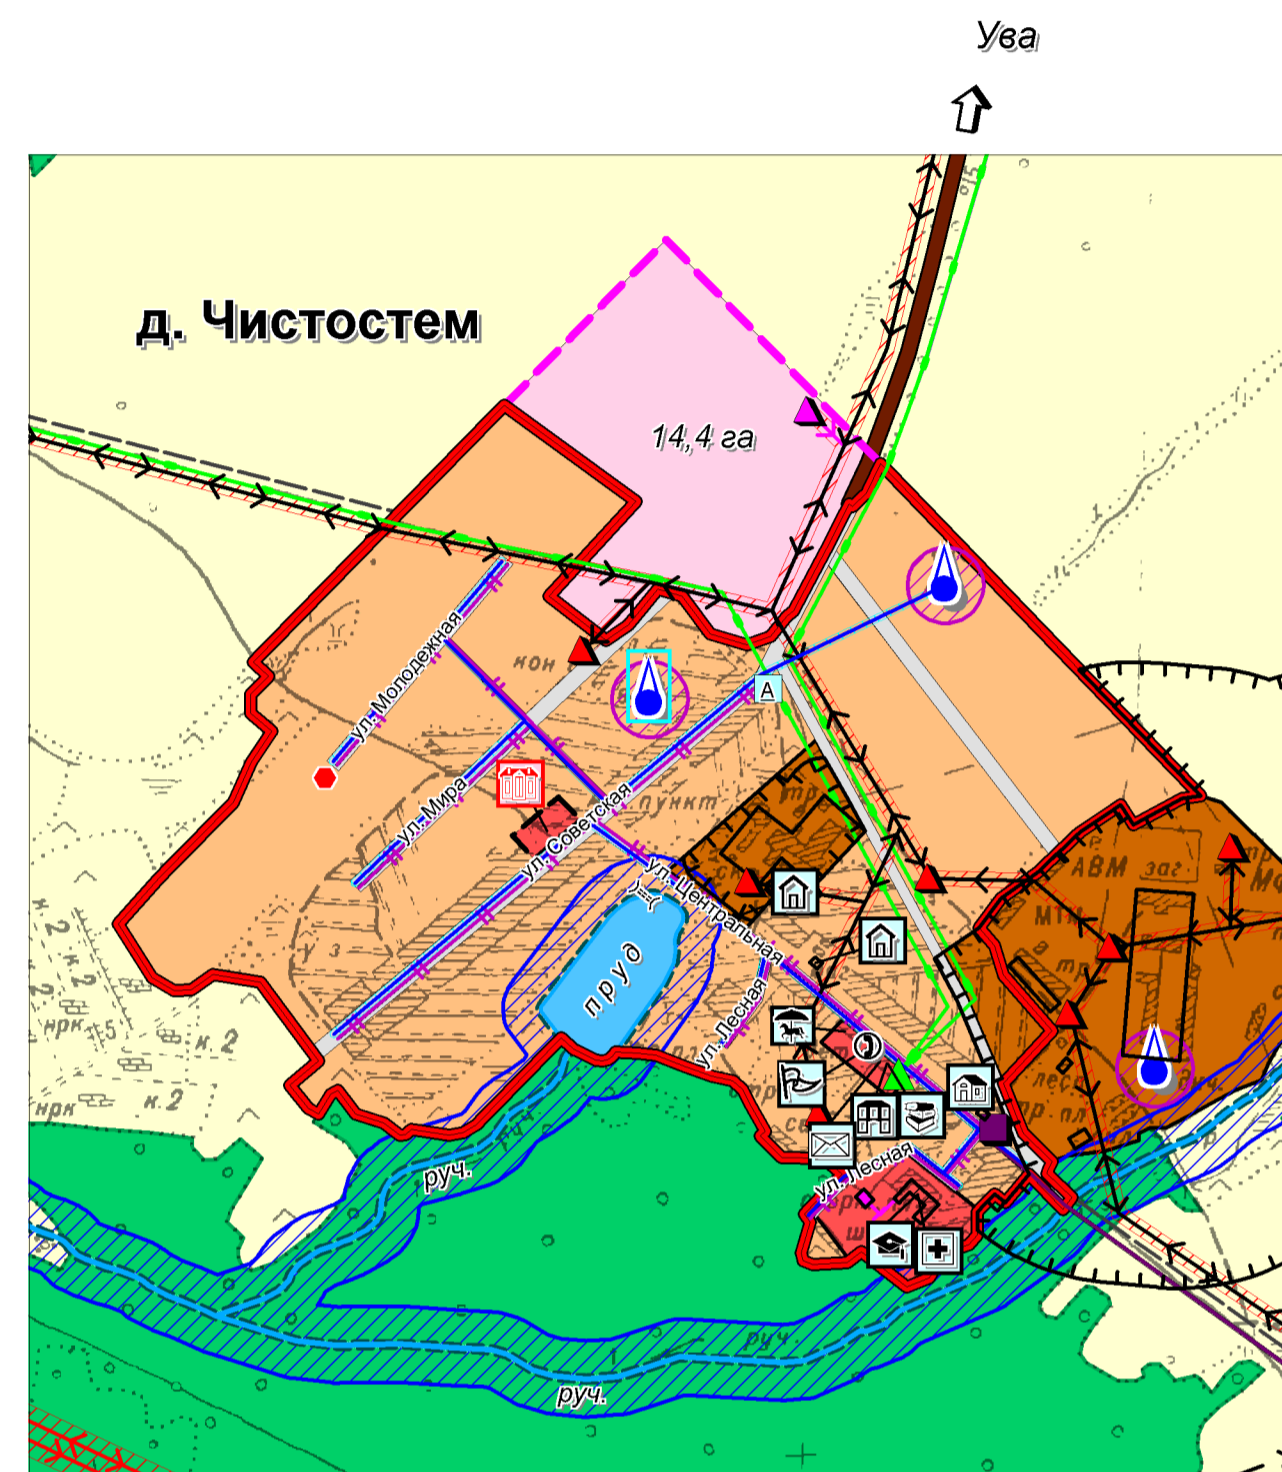 Ува
д. Чистостем
14,4 га
ул. Молодежная
кон
А
ул. Мира
ул. Советская
пункт
ул. Центральная
АВМ заг.
МТМ
пруд
ул. Лесная
нрк
к. 2
нрк
к.2
ул. Лесная
руч.
руч.
руч.